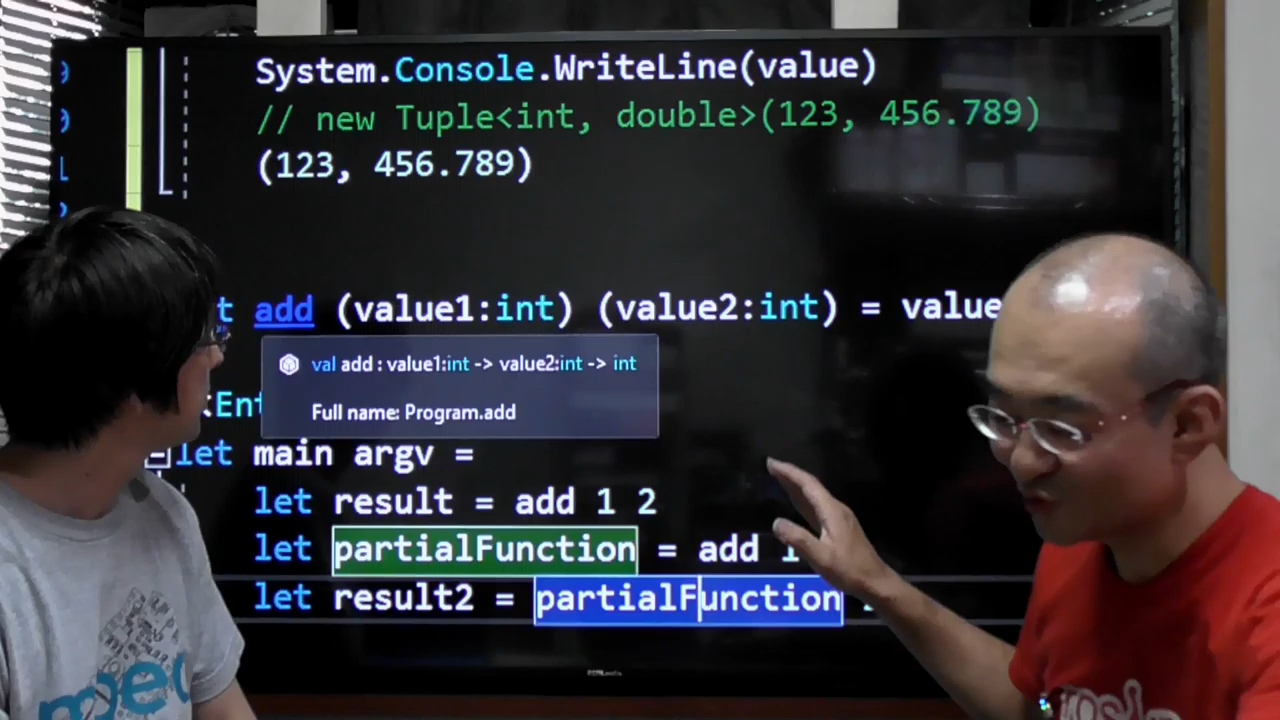 System.Console.WriteLine(value)
// new Tuple<int, double>(123, 456.789)
(123, 456.789)
add (value1:int) (value2:int) = value
val add : value1:int -> value2:int -> int
Full name: Program.add
let main argv =
let result = add 1 2
let partialFunction = add 1
let result2 = partialFunction